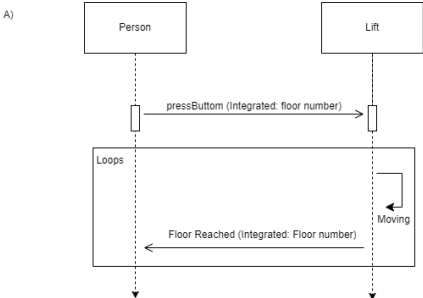 A)
Person
Lift
pressButtom (Integrated: floor number)
Loops
Moving
Floor Reached (Integrated: Floor number)